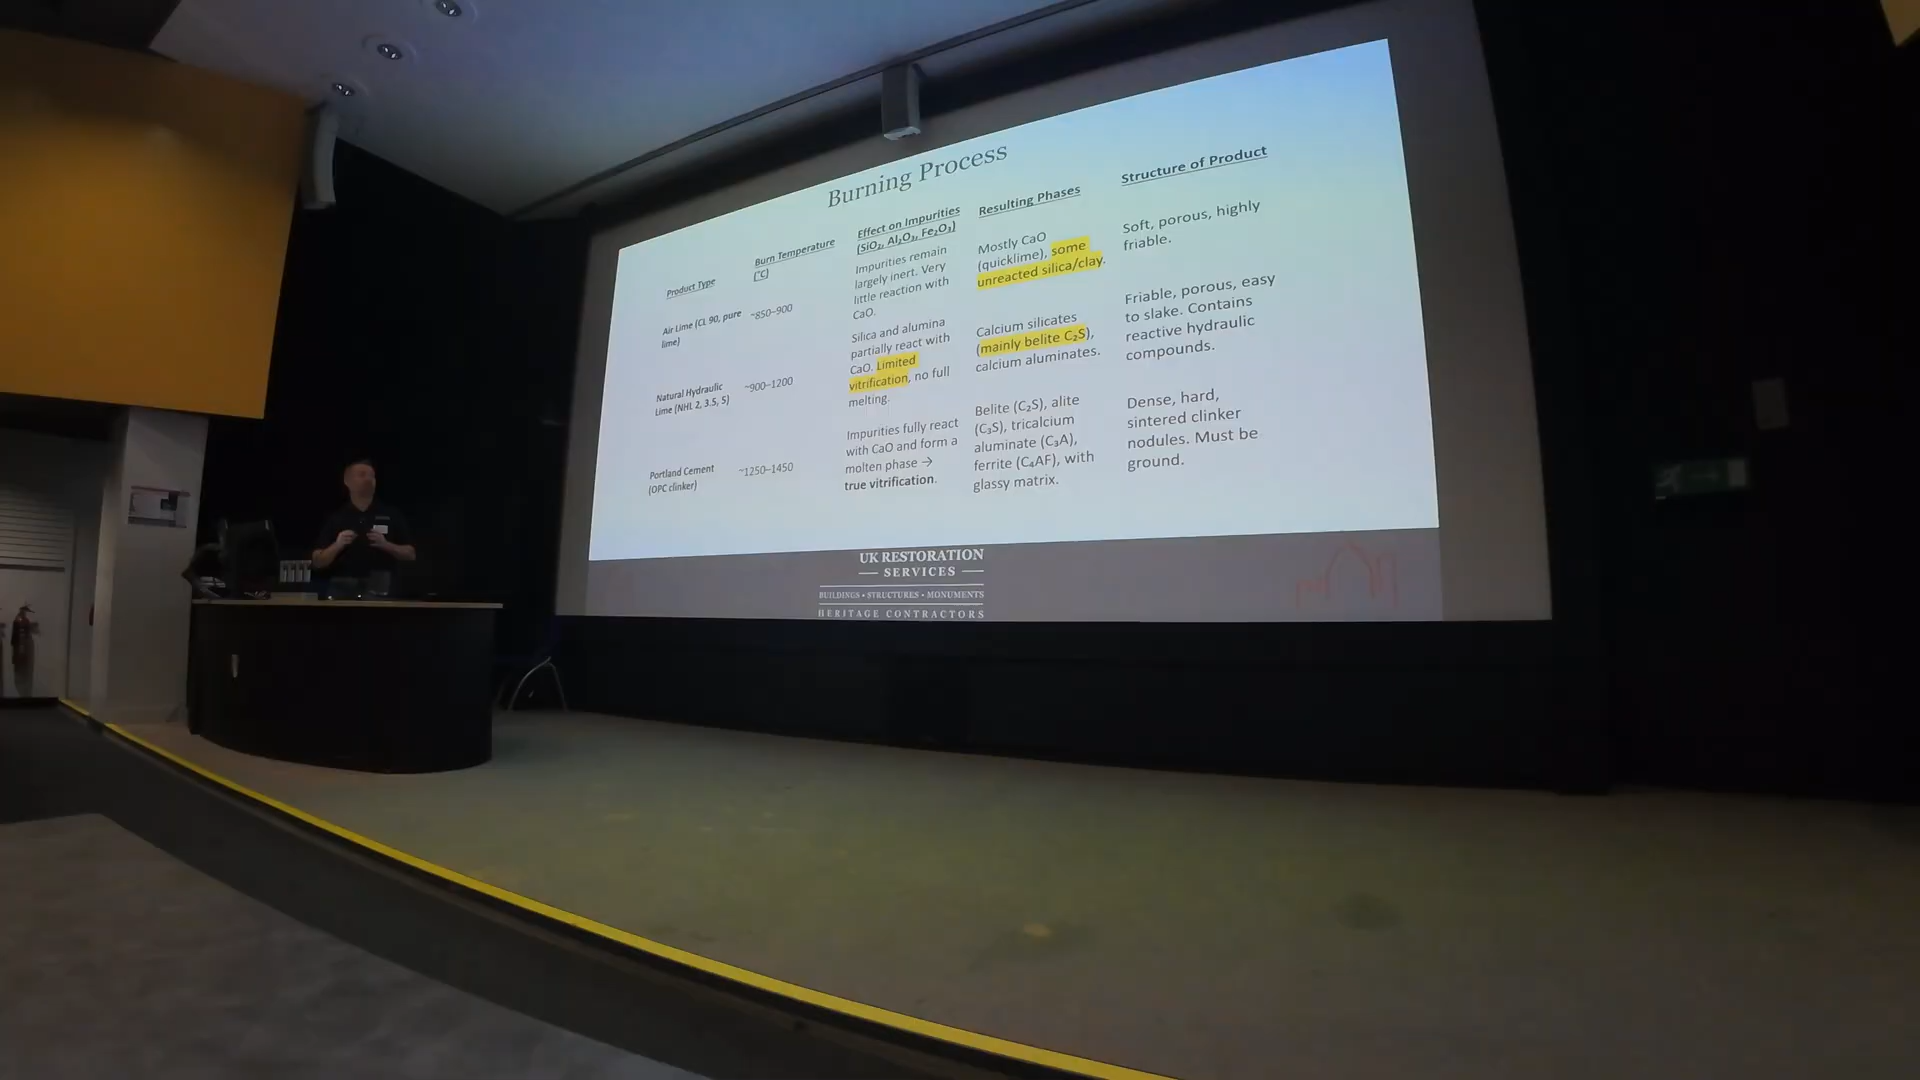 Burning Process
Product Type
Burn Temperature
(°C)
Effect on Impurities
(SiO₂, Al₂O₃, Fe₂O₃)
Resulting Phases
Structure of Product
Air Lime (CL 90, pure
lime)
~850–900
Impurities remain
largely inert. Very
little reaction with
CaO.
Mostly CaO
(quicklime), some
unreacted silica/clay.
Soft, porous, highly
friable.
Natural Hydraulic
Lime (NHL 2, 3.5, 5)
~900–1200
Silica and alumina
partially react with
CaO. Limited
vitrification, no full
melting.
Calcium silicates
(mainly belite C₂S),
calcium aluminates.
Friable, porous, easy
to slake. Contains
reactive hydraulic
compounds.
Portland Cement
(OPC clinker)
~1250–1450
Impurities fully react
with CaO and form a
molten phase →
true vitrification.
Belite (C₂S), alite
(C₃S), tricalcium
aluminate (C₃A),
ferrite (C₄AF), with
glassy matrix.
Dense, hard,
sintered clinker
nodules. Must be
ground.
UK RESTORATION
SERVICES
BUILDINGS • STRUCTURES • MONUMENTS
HERITAGE CONTRACTORS